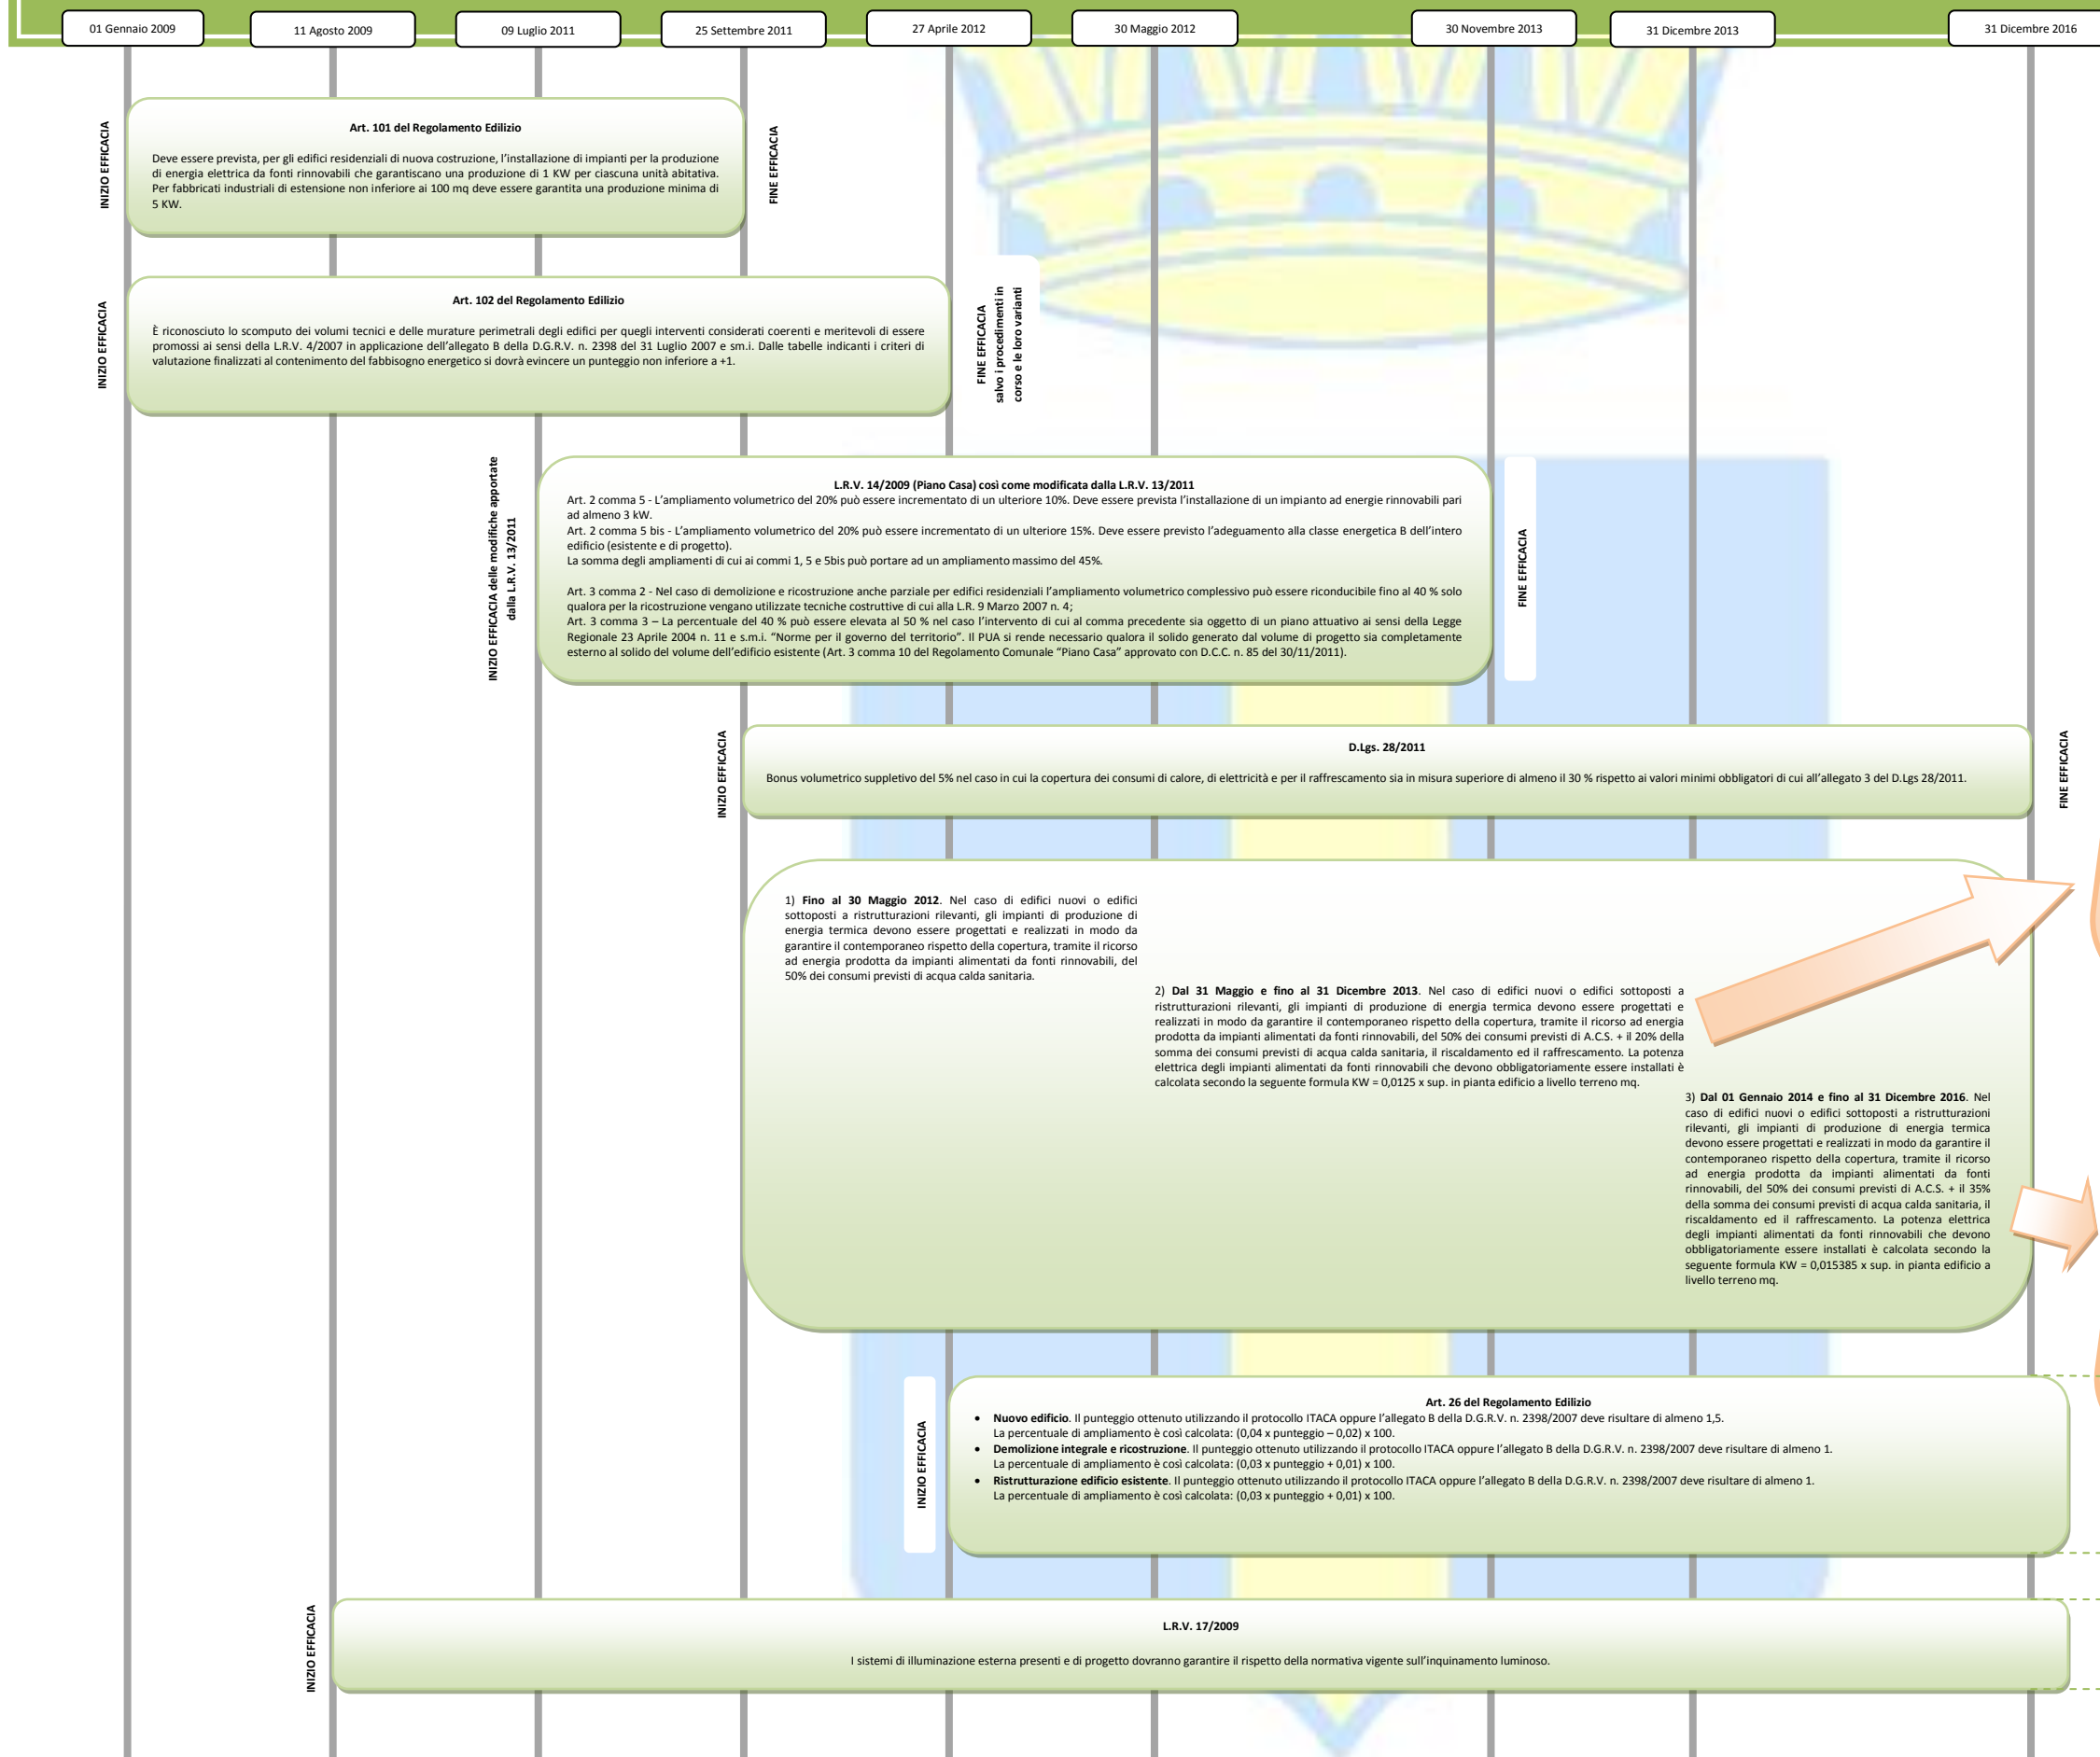 01 Gennaio 2009
11 Agosto 2009
09 Luglio 2011
25 Settembre 2011
27 Aprile 2012
30 Maggio 2012
30 Novembre 2013
31 Dicembre 2013
31 Dicembre 2016
INIZIO EFFICACIA
Art. 101 del Regolamento Edilizio
Deve essere prevista, per gli edifici residenziali di nuova costruzione, l’installazione di impianti per la produzione
di energia elettrica da fonti rinnovabili che garantiscano una produzione di 1 KW per ciascuna unità abitativa.
Per fabbricati industriali di estensione non inferiore ai 100 mq deve essere garantita una produzione minima di
5 KW.
FINE EFFICACIA
INIZIO EFFICACIA
Art. 102 del Regolamento Edilizio
È riconosciuto lo scomputo dei volumi tecnici e delle murature perimetrali degli edifici per quegli interventi considerati coerenti e meritevoli di essere
promossi ai sensi della L.R.V. 4/2007 in applicazione dell’allegato B della D.G.R.V. n. 2398 del 31 Luglio 2007 e sm.i. Dalle tabelle indicanti i criteri di
valutazione finalizzati al contenimento del fabbisogno energetico si dovrà evincere un punteggio non inferiore a +1.
FINE EFFICACIA
salvo i procedimenti in
corso e le loro varianti
INIZIO EFFICACIA delle modifiche apportate
dalla L.R.V. 13/2011
L.R.V. 14/2009 (Piano Casa) così come modificata dalla L.R.V. 13/2011
Art. 2 comma 5 - L’ampliamento volumetrico del 20% può essere incrementato di un ulteriore 10%. Deve essere prevista l’installazione di un impianto ad energie rinnovabili pari
ad almeno 3 kW.
Art. 2 comma 5 bis - L’ampliamento volumetrico del 20% può essere incrementato di un ulteriore 15%. Deve essere previsto l’adeguamento alla classe energetica B dell’intero
edificio (esistente e di progetto).
La somma degli ampliamenti di cui ai commi 1, 5 e 5bis può portare ad un ampliamento massimo del 45%.
Art. 3 comma 2 - Nel caso di demolizione e ricostruzione anche parziale per edifici residenziali l’ampliamento volumetrico complessivo può essere riconducibile fino al 40 % solo
qualora per la ricostruzione vengano utilizzate tecniche costruttive di cui alla L.R. 9 Marzo 2007 n. 4;
Art. 3 comma 3 – La percentuale del 40 % può essere elevata al 50 % nel caso l’intervento di cui al comma precedente sia oggetto di un piano attuativo ai sensi della Legge
Regionale 23 Aprile 2004 n. 11 e s.m.i. “Norme per il governo del territorio”. Il PUA si rende necessario qualora il solido generato dal volume di progetto sia completamente
esterno al solido del volume dell’edificio esistente (Art. 3 comma 10 del Regolamento Comunale “Piano Casa” approvato con D.C.C. n. 85 del 30/11/2011).
FINE EFFICACIA
INIZIO EFFICACIA
D.Lgs. 28/2011
Bonus volumetrico suppletivo del 5% nel caso in cui la copertura dei consumi di calore, di elettricità e per il raffrescamento sia in misura superiore di almeno il 30 % rispetto ai valori minimi obbligatori di cui all’allegato 3 del D.Lgs 28/2011.
FINE EFFICACIA
1) Fino al 30 Maggio 2012. Nel caso di edifici nuovi o edifici
sottoposti a ristrutturazioni rilevanti, gli impianti di produzione di
energia termica devono essere progettati e realizzati in modo da
garantire il contemporaneo rispetto della copertura, tramite il ricorso
ad energia prodotta da impianti alimentati da fonti rinnovabili, del
50% dei consumi previsti di acqua calda sanitaria.
2) Dal 31 Maggio e fino al 31 Dicembre 2013. Nel caso di edifici nuovi o edifici sottoposti a
ristrutturazioni rilevanti, gli impianti di produzione di energia termica devono essere progettati e
realizzati in modo da garantire il contemporaneo rispetto della copertura, tramite il ricorso ad energia
prodotta da impianti alimentati da fonti rinnovabili, del 50% dei consumi previsti di A.C.S. + il 20% della
somma dei consumi previsti di acqua calda sanitaria, il riscaldamento ed il raffrescamento. La potenza
elettrica degli impianti alimentati da fonti rinnovabili che devono obbligatoriamente essere installati è
calcolata secondo la seguente formula KW = 0,0125 x sup. in pianta edificio a livello terreno mq.
3) Dal 01 Gennaio 2014 e fino al 31 Dicembre 2016. Nel
caso di edifici nuovi o edifici sottoposti a ristrutturazioni
rilevanti, gli impianti di produzione di energia termica
devono essere progettati e realizzati in modo da garantire il
contemporaneo rispetto della copertura, tramite il ricorso
ad energia prodotta da impianti alimentati da fonti
rinnovabili, del 50% dei consumi previsti di A.C.S. + il 35%
della somma dei consumi previsti di acqua calda sanitaria, il
riscaldamento ed il raffrescamento. La potenza elettrica
degli impianti alimentati da fonti rinnovabili che devono
obbligatoriamente essere installati è calcolata secondo la
seguente formula KW = 0,015385 x sup. in pianta edificio a
livello terreno mq.
INIZIO EFFICACIA
Art. 26 del Regolamento Edilizio
• Nuovo edificio. Il punteggio ottenuto utilizzando il protocollo ITACA oppure l’allegato B della D.G.R.V. n. 2398/2007 deve risultare di almeno 1,5.
La percentuale di ampliamento è così calcolata: (0,04 x punteggio – 0,02) x 100.
• Demolizione integrale e ricostruzione. Il punteggio ottenuto utilizzando il protocollo ITACA oppure l’allegato B della D.G.R.V. n. 2398/2007 deve risultare di almeno 1.
La percentuale di ampliamento è così calcolata: (0,03 x punteggio + 0,01) x 100.
• Ristrutturazione edificio esistente. Il punteggio ottenuto utilizzando il protocollo ITACA oppure l’allegato B della D.G.R.V. n. 2398/2007 deve risultare di almeno 1.
La percentuale di ampliamento è così calcolata: (0,03 x punteggio + 0,01) x 100.
INIZIO EFFICACIA
L.R.V. 17/2009
I sistemi di illuminazione esterna presenti e di progetto dovranno garantire il rispetto della normativa vigente sull’inquinamento luminoso.